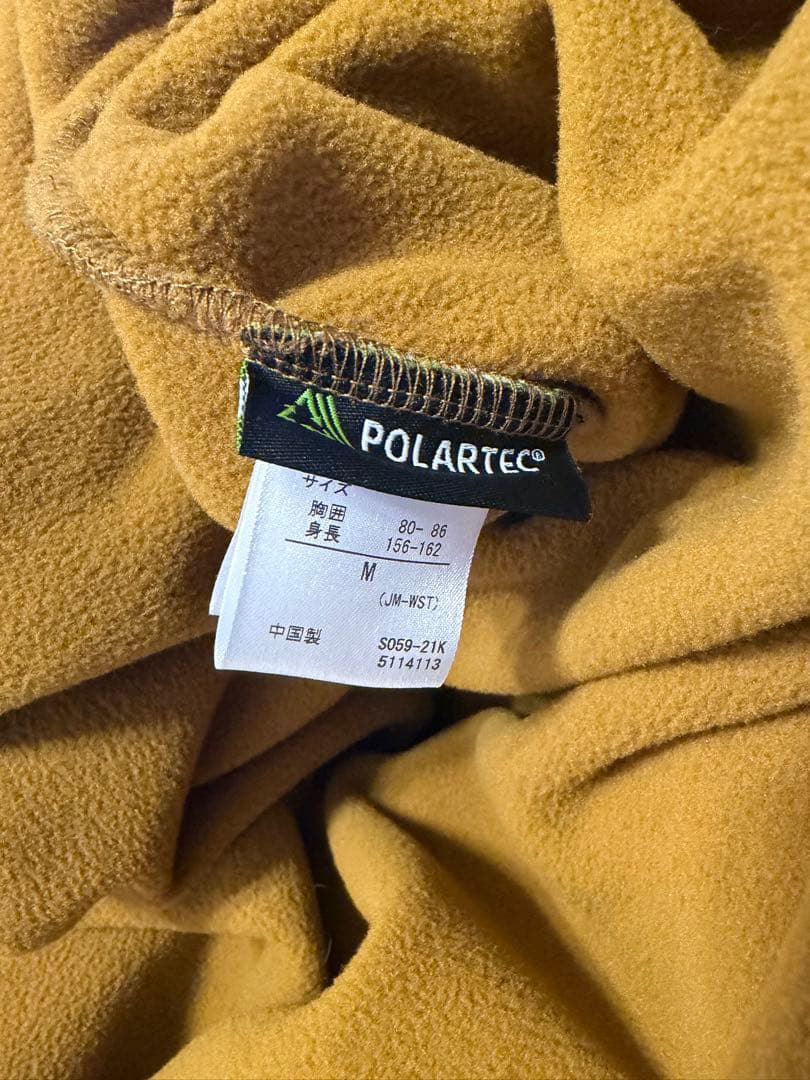 POLARTEC®
サイズ
胸囲 80- 86
身長 156-162
M
(JM-WST)
中国製 S059-21K
5114113